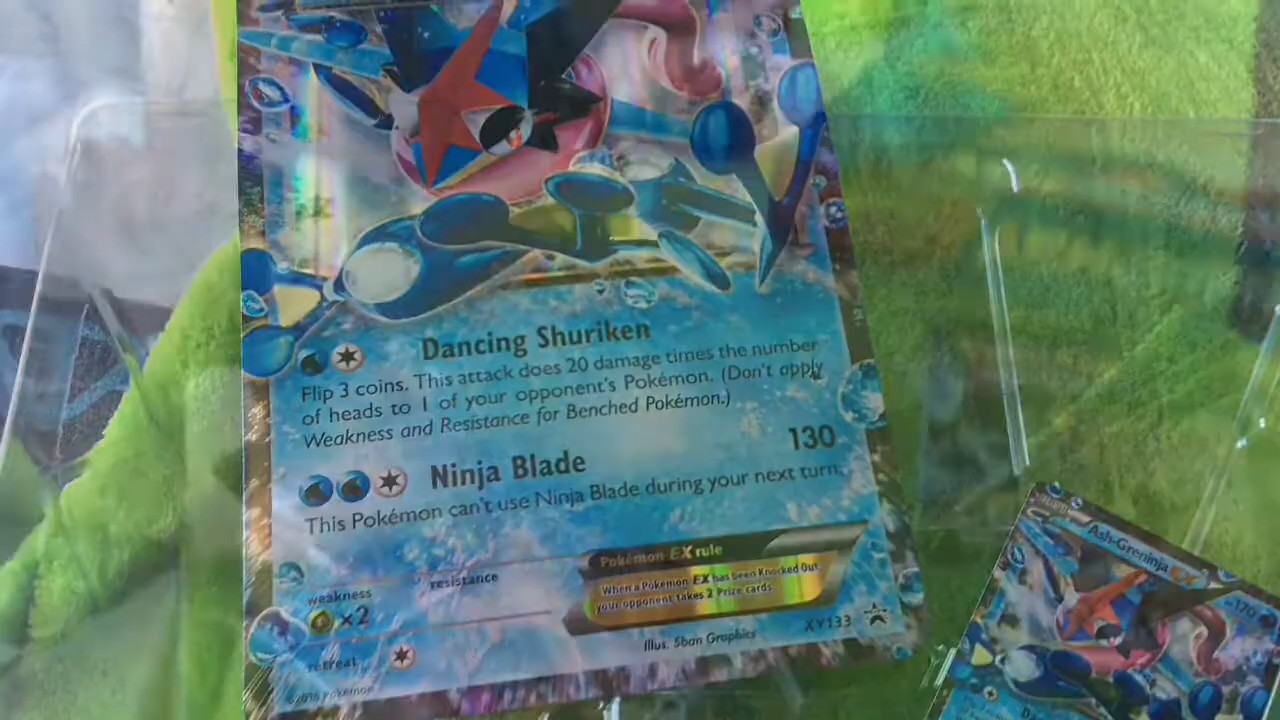 Dancing Shuriken
Flip 3 coins. This attack does 20 damage times the number
of heads to 1 of your opponent's Pokémon. (Don't apply
Weakness and Resistance for Benched Pokémon.)
Ninja Blade 130
This Pokémon can't use Ninja Blade during your next turn.
Pokémon EX rule
When a Pokémon EX has been Knocked Out,
your opponent takes 2 Prize cards.
weakness resistance
×2
retreat
Illus. 5ban Graphics XY133
©2016 Pokémon
Ash-Greninja EX
170